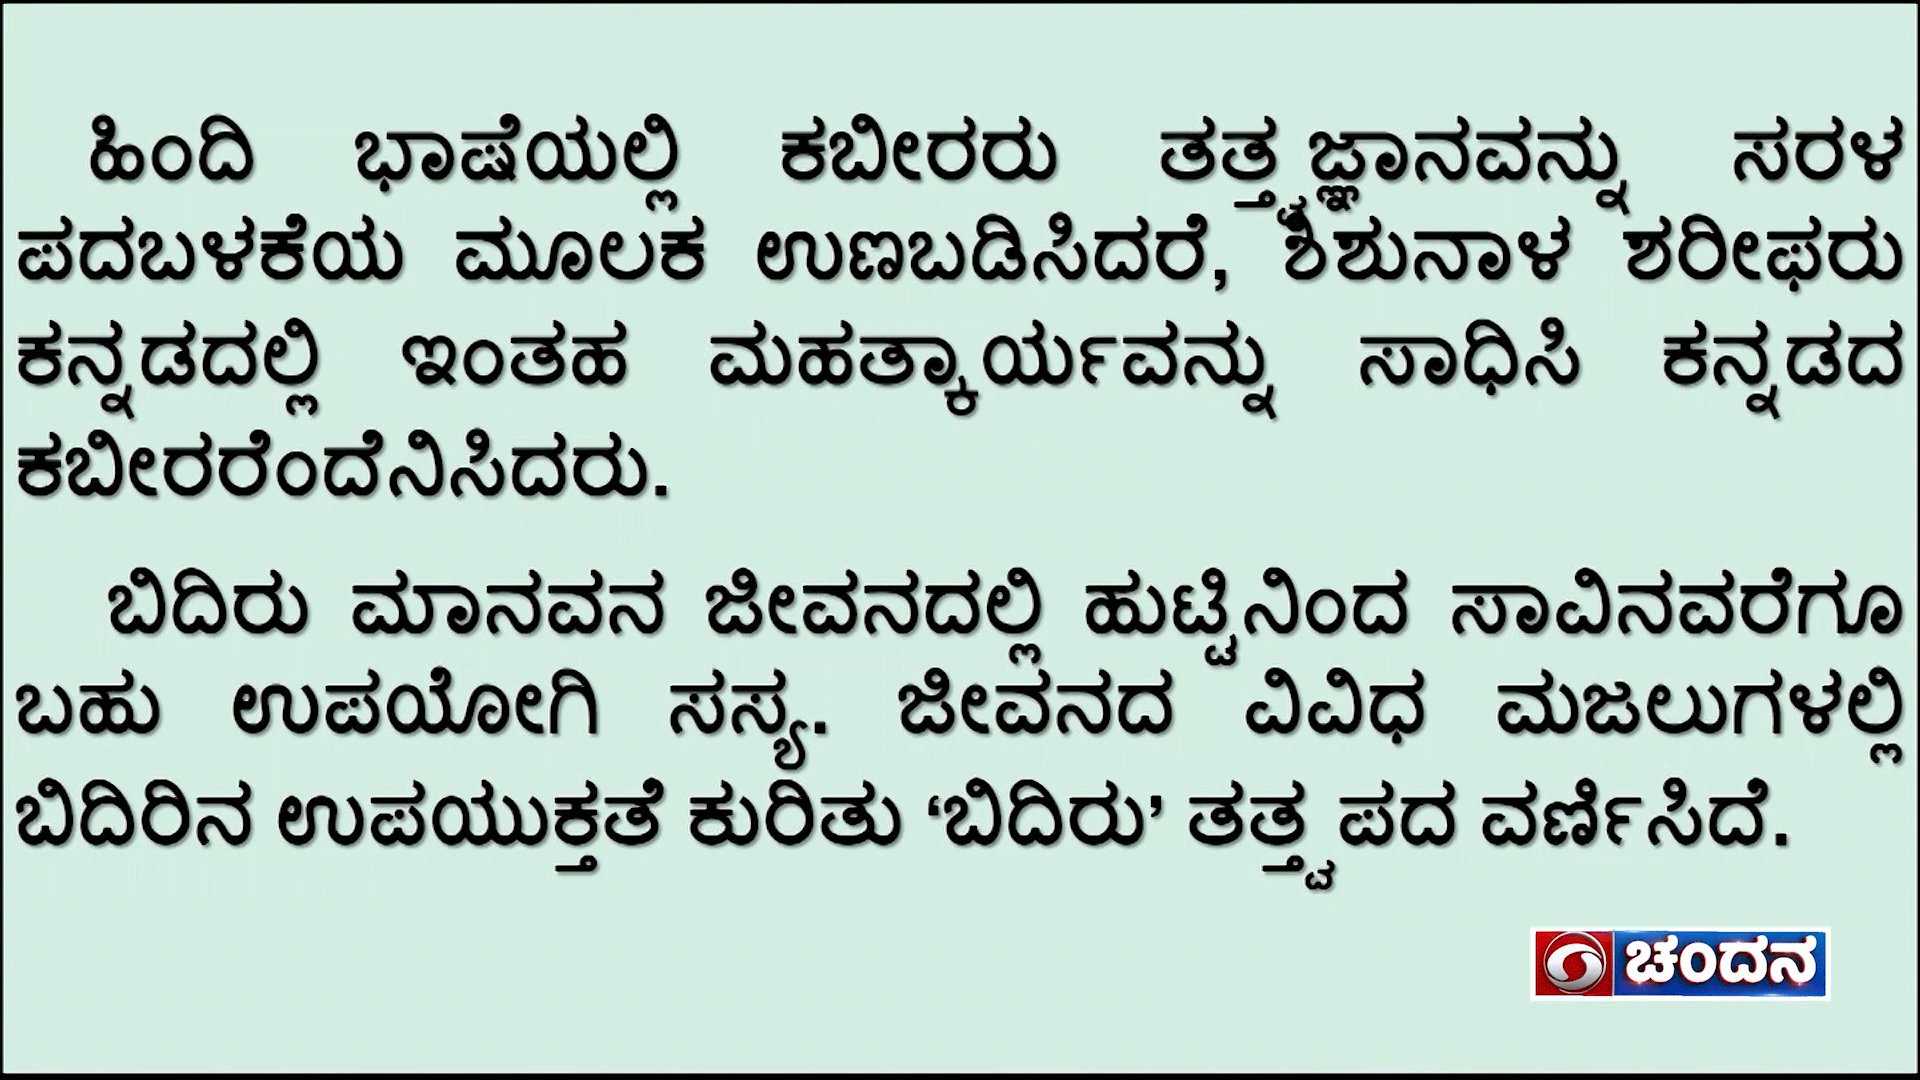 ಹಿಂದಿ ಭಾಷೆಯಲ್ಲಿ ಕಬೀರರು ತತ್ತ್ವಜ್ಞಾನವನ್ನು ಸರಳ
ಪದಬಳಕೆಯ ಮೂಲಕ ಉಣಬಡಿಸಿದರೆ, ಶಿಶುನಾಳ ಶರೀಫರು
ಕನ್ನಡದಲ್ಲಿ ಇಂತಹ ಮಹತ್ಕಾರ್ಯವನ್ನು ಸಾಧಿಸಿ ಕನ್ನಡದ
ಕಬೀರರೆಂದೆನಿಸಿದರು.
ಬಿದಿರು ಮಾನವನ ಜೀವನದಲ್ಲಿ ಹುಟ್ಟಿನಿಂದ ಸಾವಿನವರೆಗೂ
ಬಹು ಉಪಯೋಗಿ ಸಸ್ಯ. ಜೀವನದ ವಿವಿಧ ಮಜಲುಗಳಲ್ಲಿ
ಬಿದಿರಿನ ಉಪಯುಕ್ತತೆ ಕುರಿತು ‘ಬಿದಿರು’ ತತ್ತ್ವಪದ ವರ್ಣಿಸಿದೆ.
ಚಂದನ